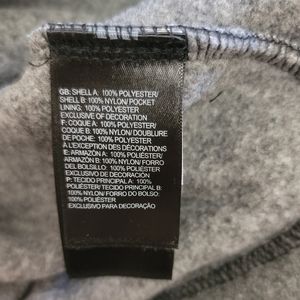 GB: SHELL A: 100% POLYESTER/
SHELL B: 100% NYLON/ POCKET
LINING: 100% POLYESTER
EXCLUSIVE OF DECORATION
F: COQUE A: 100% POLYESTER/
COQUE B: 100% NYLON/ DOUBLURE
DE POCHE: 100% POLYESTER
À L'EXCEPTION DES DÉCORATIONS
E: ARMAZÓN A: 100% POLIÉSTER/
ARMAZÓN B: 100% NYLON/ FORRO
DEL BOLSILLO: 100% POLIÉSTER
EXCLUSIVO DE DECORACIÓN
P: TECIDO PRINCIPAL A: 100%
POLIÉSTER/ TECIDO PRINCIPAL B:
100% NYLON/ FORRO DO BOLSO:
100% POLIÉSTER
EXCLUSIVO PARA DECORAÇÃO